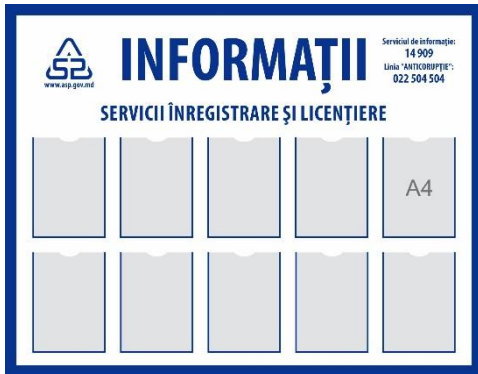 ASP
www.asp.gov.md
INFORMAȚII
Serviciul de informație:
14 909
Linia "ANTICORUPȚIE":
022 504 504
SERVICII ÎNREGISTRARE ȘI LICENȚIERE
A4